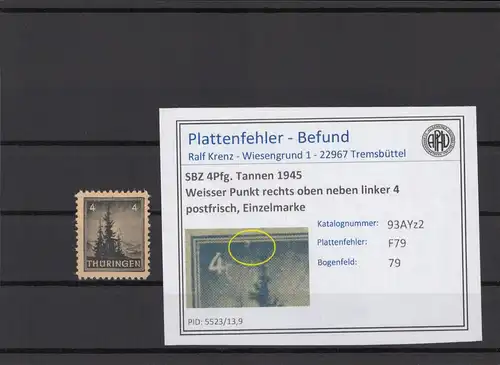 4 4
THÜRINGEN
Plattenfehler - Befund
Ralf Krenz - Wiesengrund 1 - 22967 Tremsbüttel
SBZ 4Pfg. Tannen 1945
Weisser Punkt rechts oben neben linker 4
postfrisch, Einzelmarke
Katalognummer: 93AYz2
Plattenfehler: F79
Bogenfeld: 79
4
PID: 5523/13,9